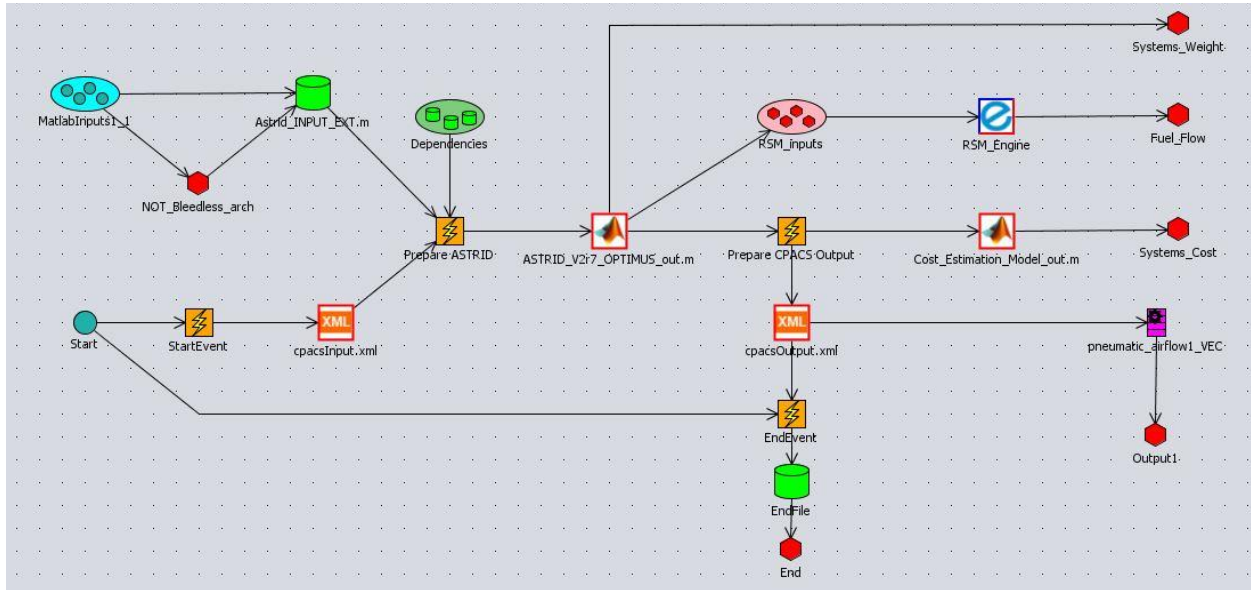 Systems_Weight
MatlabInputs1_1
Astrid_INPUT_EXT.m
Dependencies
RSM_inputs
RSM_Engine
Fuel_Flow
NOT_Bleedless_arch
Prepare ASTRID
ASTRID_V2r7_OPTIMUS_out.m
Prepare CPACS Output
Cost_Estimation_Model_out.m
Systems_Cost
Start
StartEvent
XML
cpacsInput.xml
XML
cpacsOutput.xml
pneumatic_airflow1_VEC
EndEvent
Output1
EndFile
End